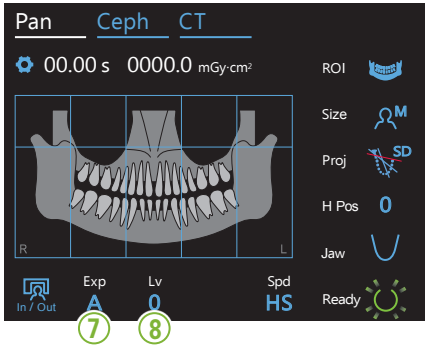 Pan Ceph CT
00.00 s 0000.0 mGy·cm²
ROI
Size M
Proj SD
H Pos 0
R L Jaw
Exp Lv Spd
In / Out A 0 HS Ready
7 8